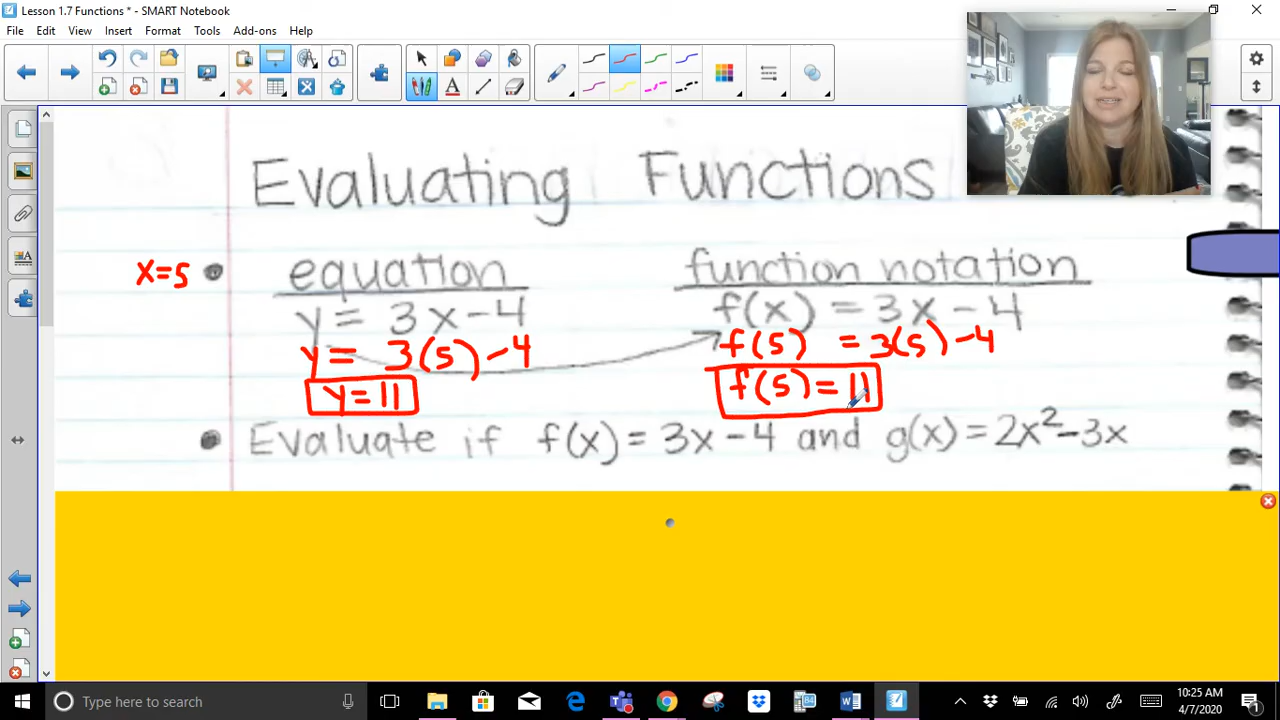 Lesson 1.7 Functions * - SMART Notebook
File Edit View Insert Format Tools Add-ons Help
Evaluating Functions
x=5 • equation function notation
y = 3x-4 f(x) = 3x-4
y = 3(5)-4 f(5) = 3(5)-4
y=11 f(5)=11
• Evaluate if f(x)=3x-4 and g(x)=2x²-3x
Type here to search
10:25 AM
4/7/2020
1